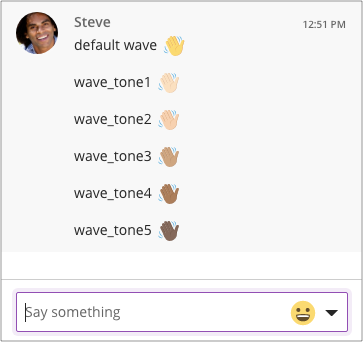 Steve 12:51 PM
default wave 👋
wave_tone1 👋🏻
wave_tone2 👋🏼
wave_tone3 👋🏽
wave_tone4 👋🏾
wave_tone5 👋🏿
Say something